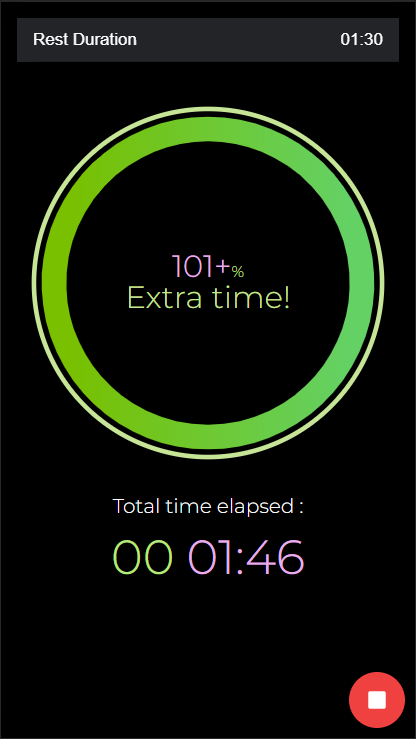 Rest Duration 01:30
101+%
Extra time!
Total time elapsed :
00 01:46